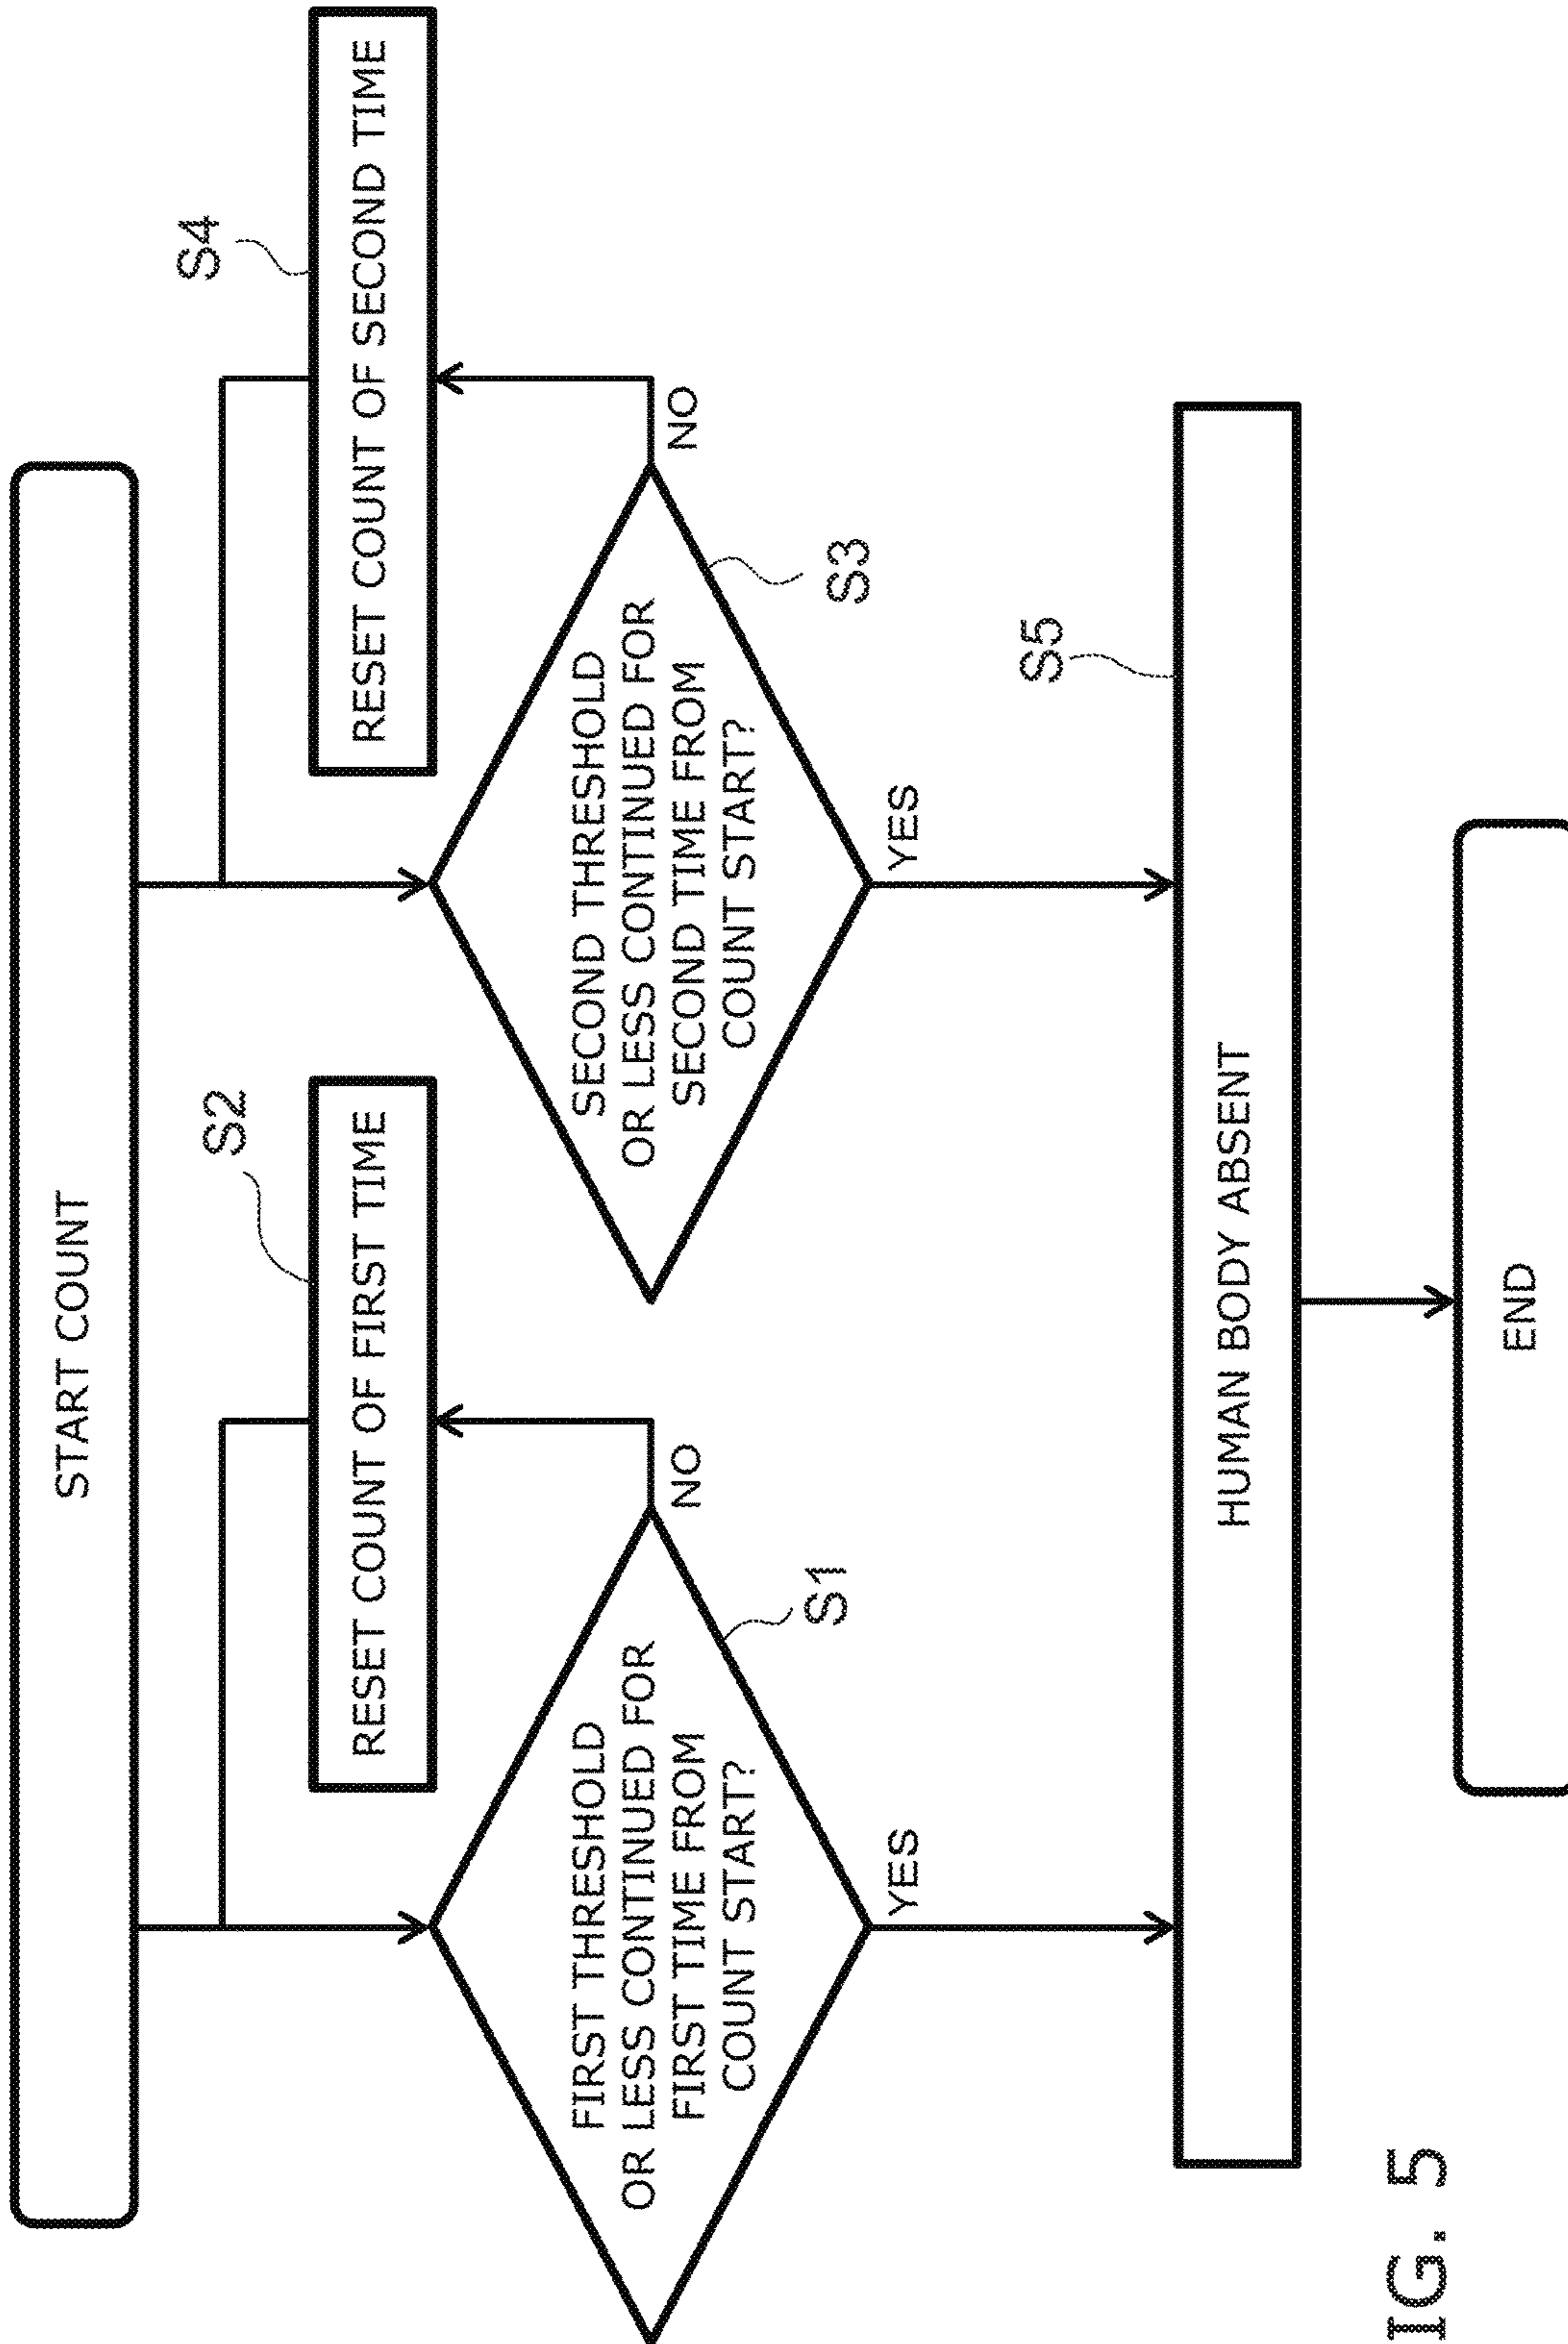 START COUNT
S2
S4
RESET COUNT OF FIRST TIME
RESET COUNT OF SECOND TIME
FIRST THRESHOLD
OR LESS CONTINUED FOR
FIRST TIME FROM
COUNT START?
NO
S1
YES
SECOND THRESHOLD
OR LESS CONTINUED FOR
SECOND TIME FROM
COUNT START?
NO
S3
YES
S5
HUMAN BODY ABSENT
END
IG. 5